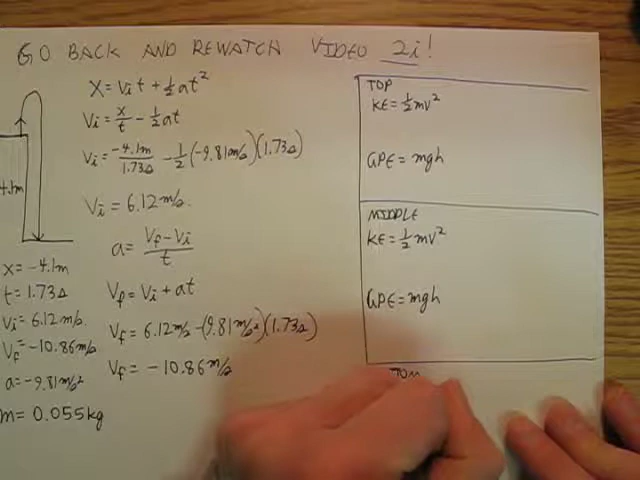 GO BACK AND REWATCH VIDEO 2i!
X = Vit + ½at²
Vi = x/t - ½at
Vi = -4.1m/1.73s - ½(-9.81m/s²)(1.73s)
Vi = 6.12m/s.
a = Vf-Vi/t
Vf = Vi + at
Vf = 6.12m/s - (9.81m/s²)(1.73s)
Vf = -10.86m/s
4.1m
x = -4.1m
t = 1.73s
Vi = 6.12m/s.
Vf = -10.86m/s
a = -9.81m/s²
m = 0.055kg
TOP
KE = ½mv²
GPE = mgh
MIDDLE
KE = ½mv²
GPE = mgh